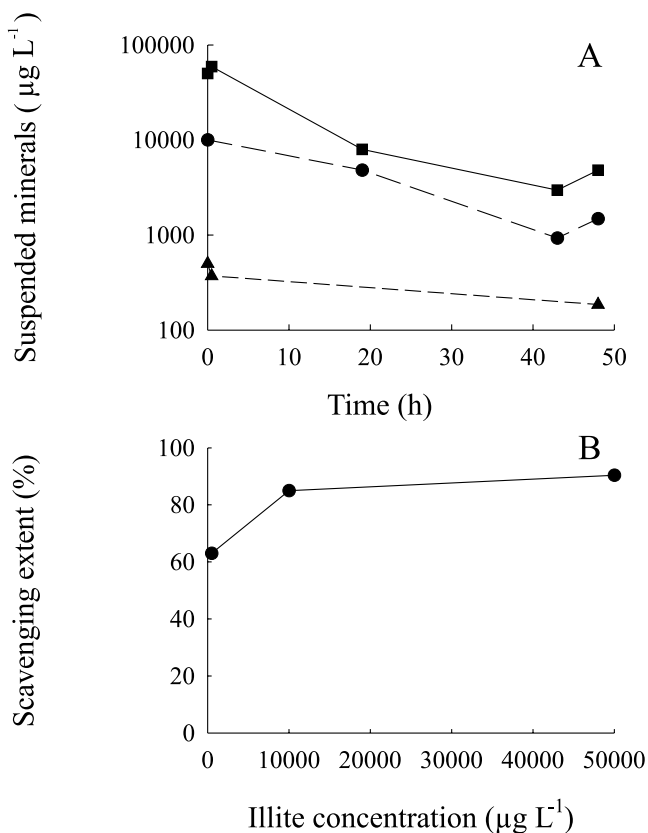 A
Suspended minerals ( µg L-1)
100000
10000
1000
100
0 10 20 30 40 50
Time (h)
B
Scavenging extent (%)
100
80
60
40
20
0
0 10000 20000 30000 40000 50000
Illite concentration (µg L-1)